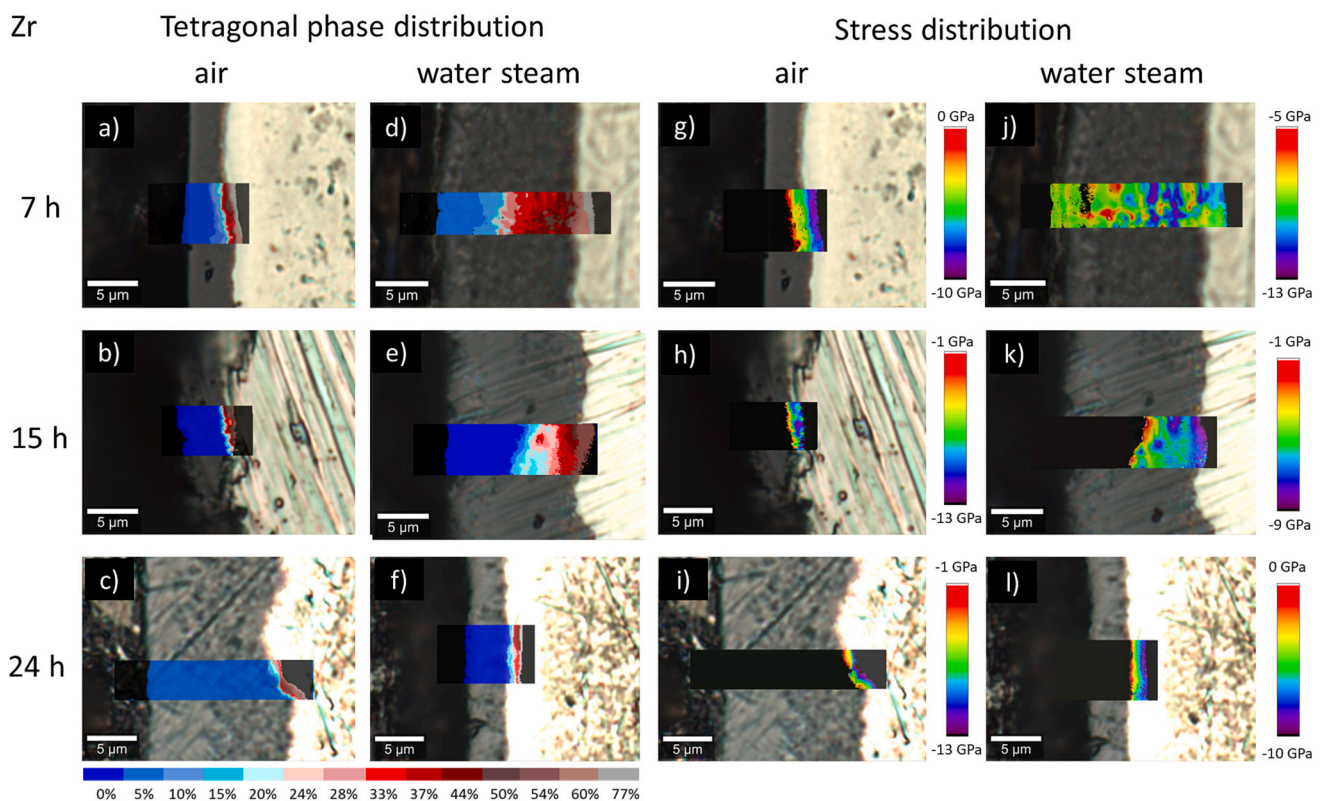 Zr Tetragonal phase distribution Stress distribution
air water steam air water steam
7 h
a) d) g) j)
5 µm 5 µm 5 µm 5 µm
0 GPa
-10 GPa
-5 GPa
-13 GPa
15 h
b) e) h) k)
5 µm 5 µm 5 µm 5 µm
-1 GPa
-13 GPa
-1 GPa
-9 GPa
24 h
c) f) i) l)
5 µm 5 µm 5 µm 5 µm
-1 GPa
-13 GPa
0 GPa
-10 GPa
0% 5% 10% 15% 20% 24% 28% 33% 37% 44% 50% 54% 60% 77%